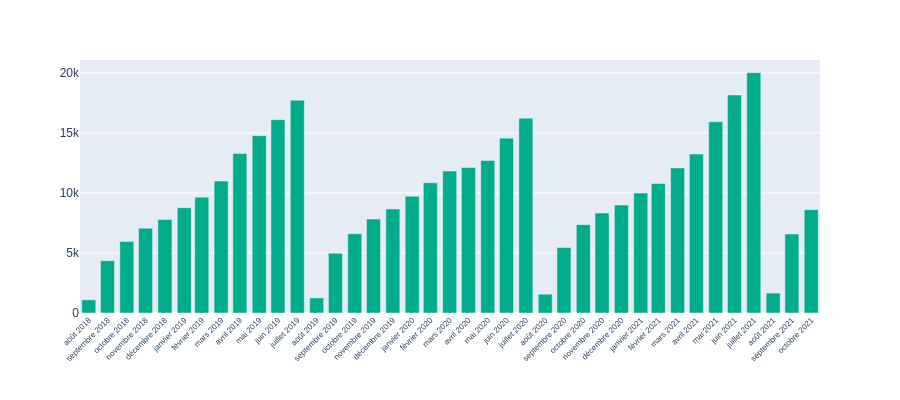 20k
15k
10k
5k
0
août 2018
septembre 2018
octobre 2018
novembre 2018
décembre 2018
janvier 2019
février 2019
mars 2019
avril 2019
mai 2019
juin 2019
juillet 2019
août 2019
septembre 2019
octobre 2019
novembre 2019
décembre 2019
janvier 2020
février 2020
mars 2020
avril 2020
mai 2020
juin 2020
juillet 2020
août 2020
septembre 2020
octobre 2020
novembre 2020
décembre 2020
janvier 2021
février 2021
mars 2021
avril 2021
mai 2021
juin 2021
juillet 2021
août 2021
septembre 2021
octobre 2021